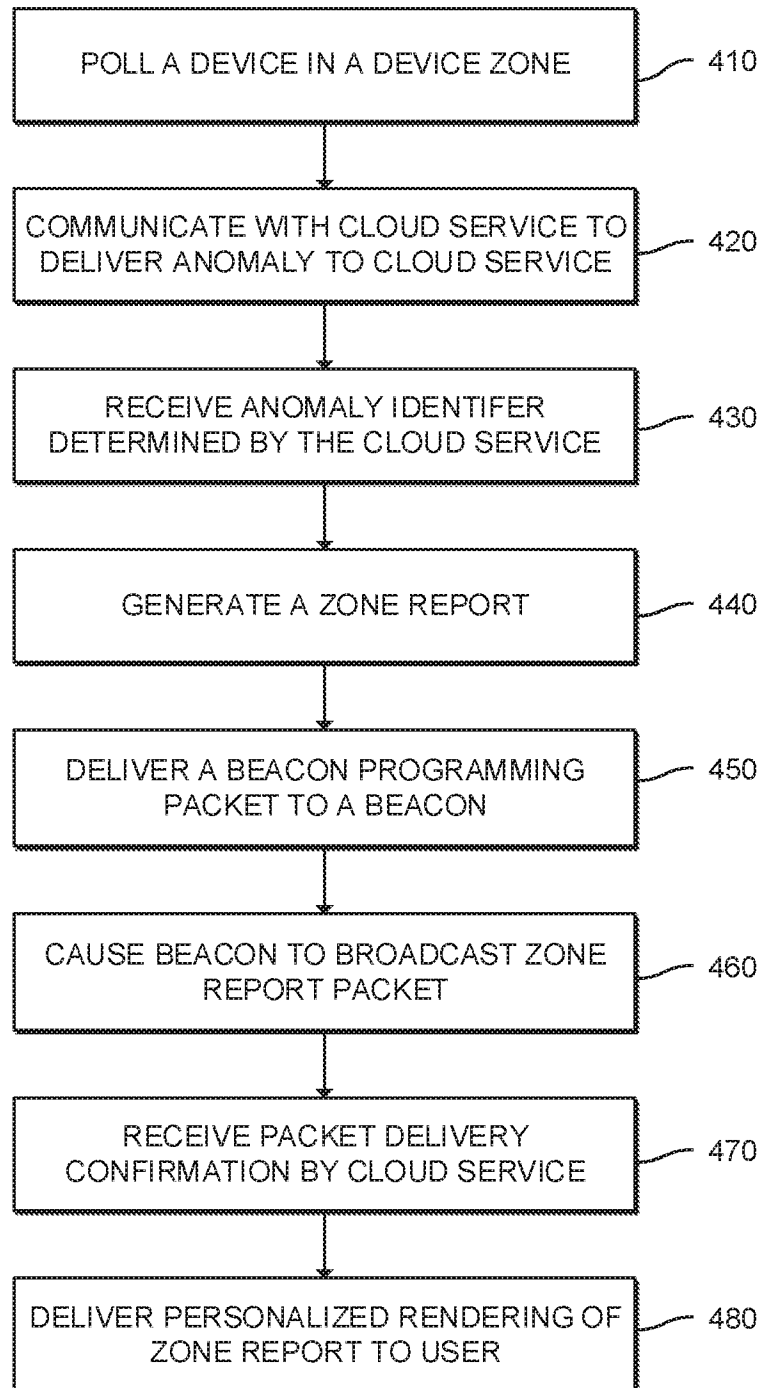 POLL A DEVICE IN A DEVICE ZONE
410
COMMUNICATE WITH CLOUD SERVICE TO
DELIVER ANOMALY TO CLOUD SERVICE
420
RECEIVE ANOMALY IDENTIFER
DETERMINED BY THE CLOUD SERVICE
430
GENERATE A ZONE REPORT
440
DELIVER A BEACON PROGRAMMING
PACKET TO A BEACON
450
CAUSE BEACON TO BROADCAST ZONE
REPORT PACKET
460
RECEIVE PACKET DELIVERY
CONFIRMATION BY CLOUD SERVICE
470
DELIVER PERSONALIZED RENDERING OF
ZONE REPORT TO USER
480